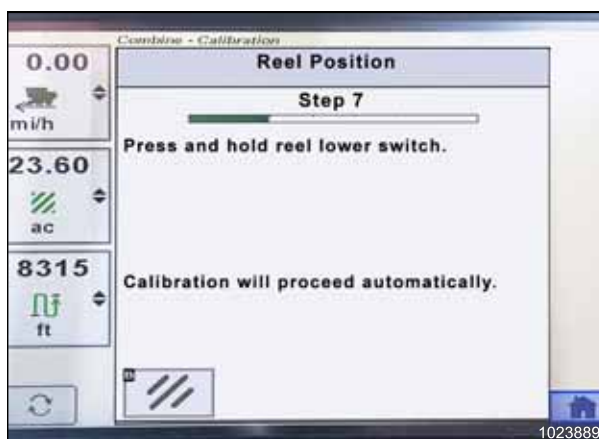 Combine - Calibration
0.00
mi/h
23.60
ac
8315
ft
Reel Position
Step 7
Press and hold reel lower switch.
Calibration will proceed automatically.
1023889